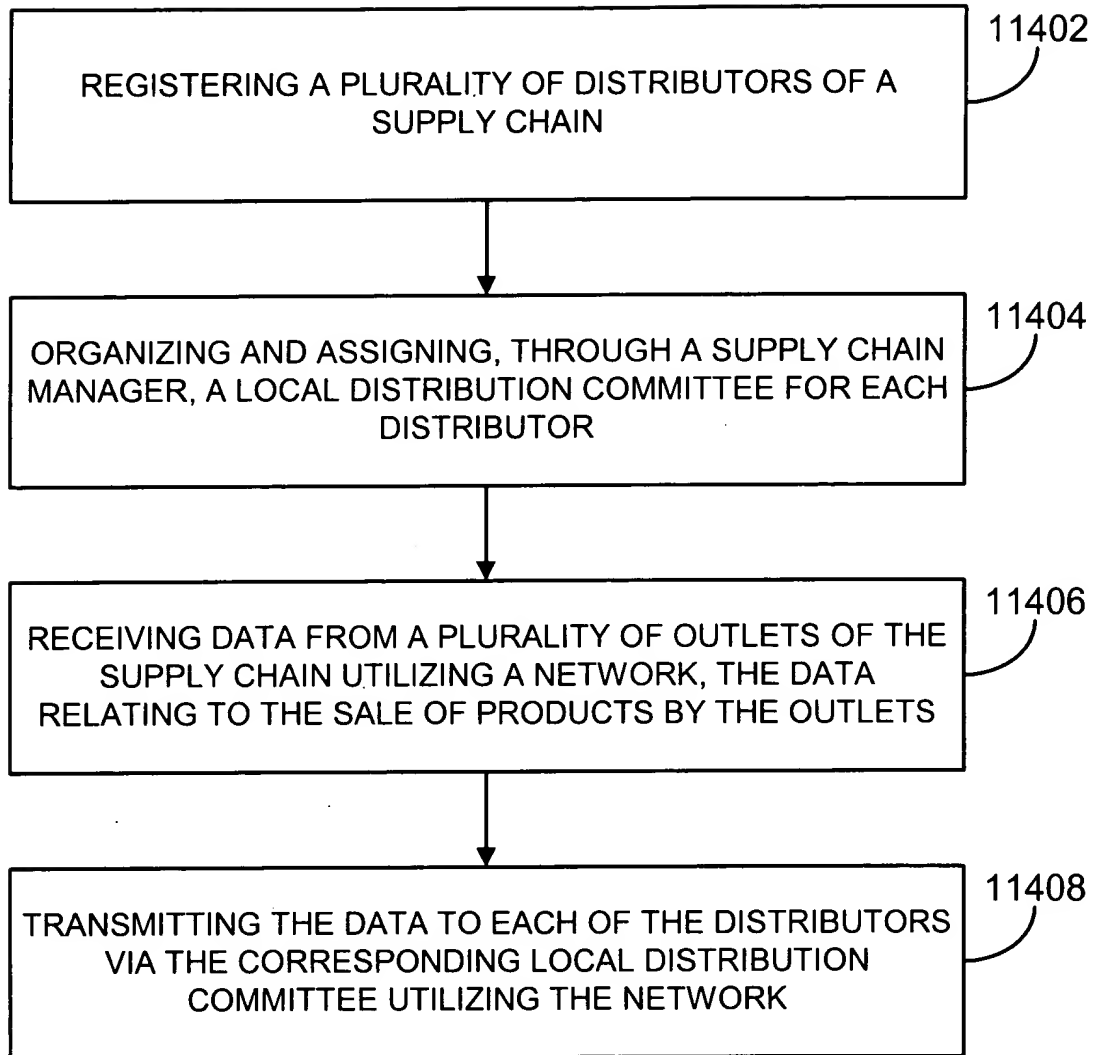 11402
REGISTERING A PLURALITY OF DISTRIBUTORS OF A
SUPPLY CHAIN
11404
ORGANIZING AND ASSIGNING, THROUGH A SUPPLY CHAIN
MANAGER, A LOCAL DISTRIBUTION COMMITTEE FOR EACH
DISTRIBUTOR
11406
RECEIVING DATA FROM A PLURALITY OF OUTLETS OF THE
SUPPLY CHAIN UTILIZING A NETWORK, THE DATA
RELATING TO THE SALE OF PRODUCTS BY THE OUTLETS
11408
TRANSMITTING THE DATA TO EACH OF THE DISTRIBUTORS
VIA THE CORRESPONDING LOCAL DISTRIBUTION
COMMITTEE UTILIZING THE NETWORK